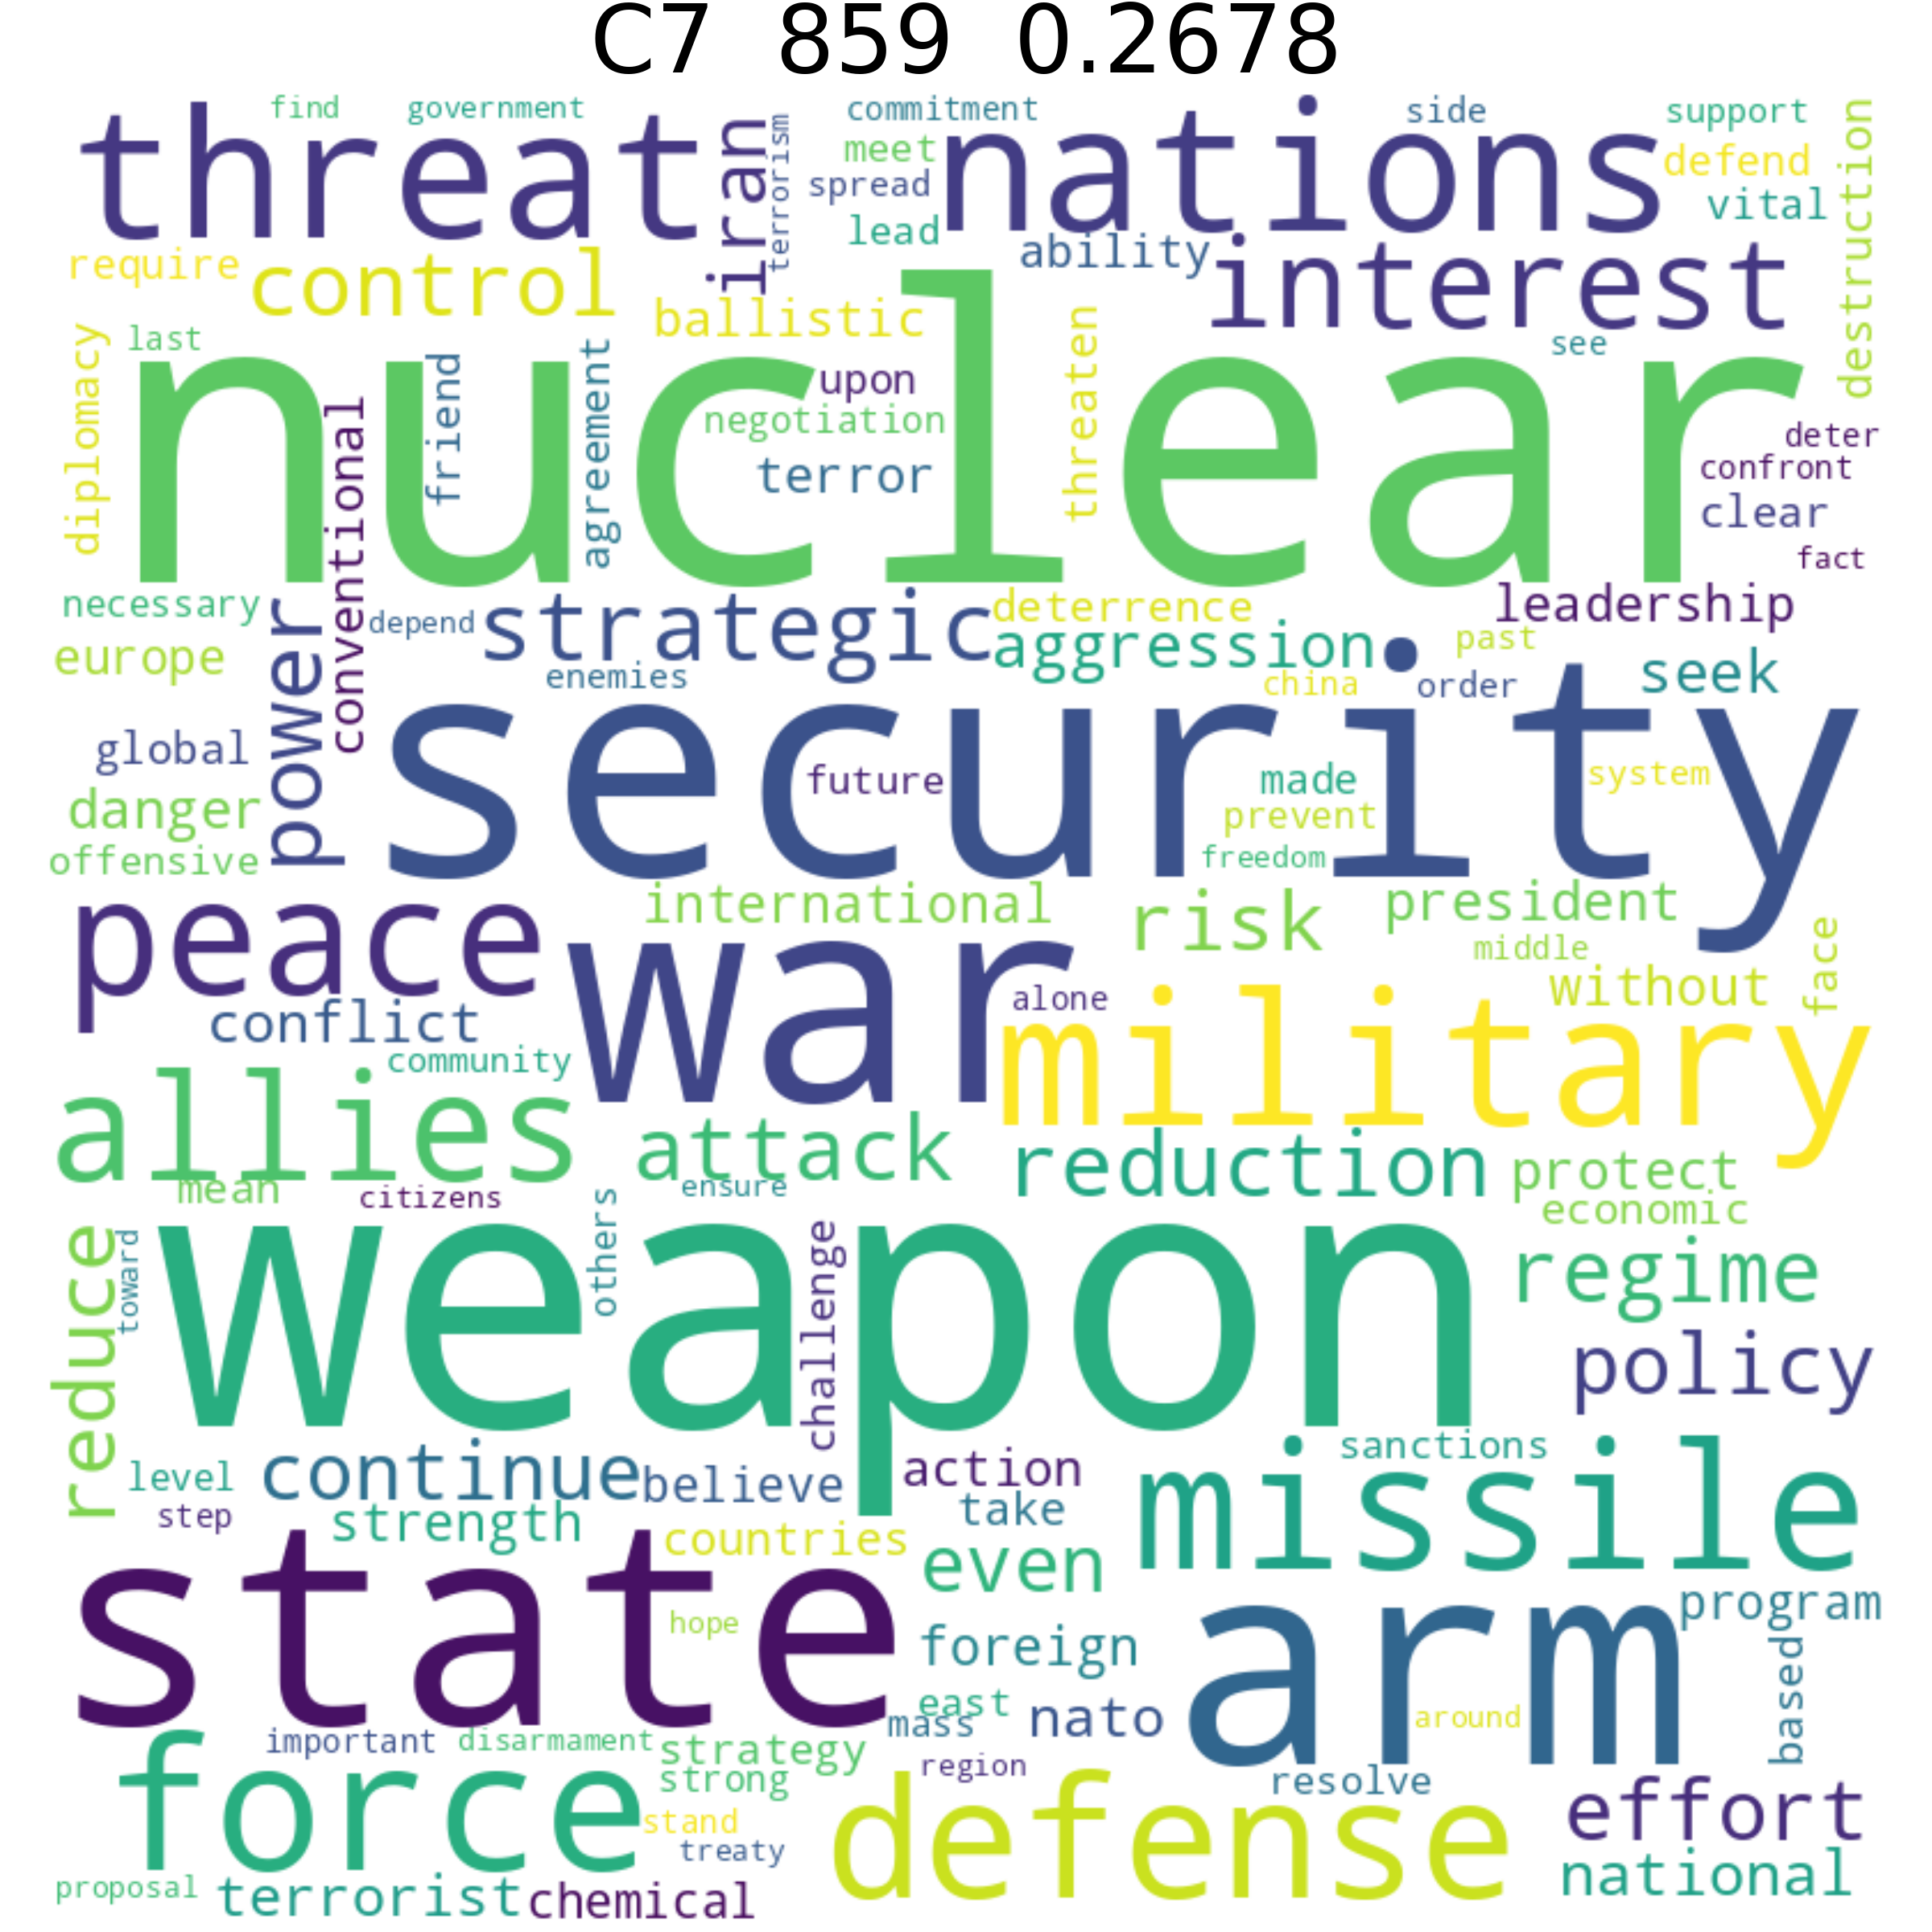 C7 859 0.2678
find government commitment side support
threat iran terrorism meet nations defend destruction
spread vital
lead ability
require control interest
ballistic
last see
diplomacy nuclear friend agreement upon threaten
conventional negotiation deter
terror confront
clear
fact
necessary depend strategic deterrence leadership
europe power aggression past
enemies china order seek
global security future made system
danger prevent
offensive freedom
international risk president
peace war middle face
conflict alone without
community military
allies attack reduction protect
mean citizens ensure economic
reduce toward weapon others challenge regime
policy
level continue believe action sanctions
step strength take missile
state countries even
hope foreign arm program
east
mass nato around based
important disarmament strategy
force strong region resolve
stand defense effort
treaty
proposal terrorist chemical national